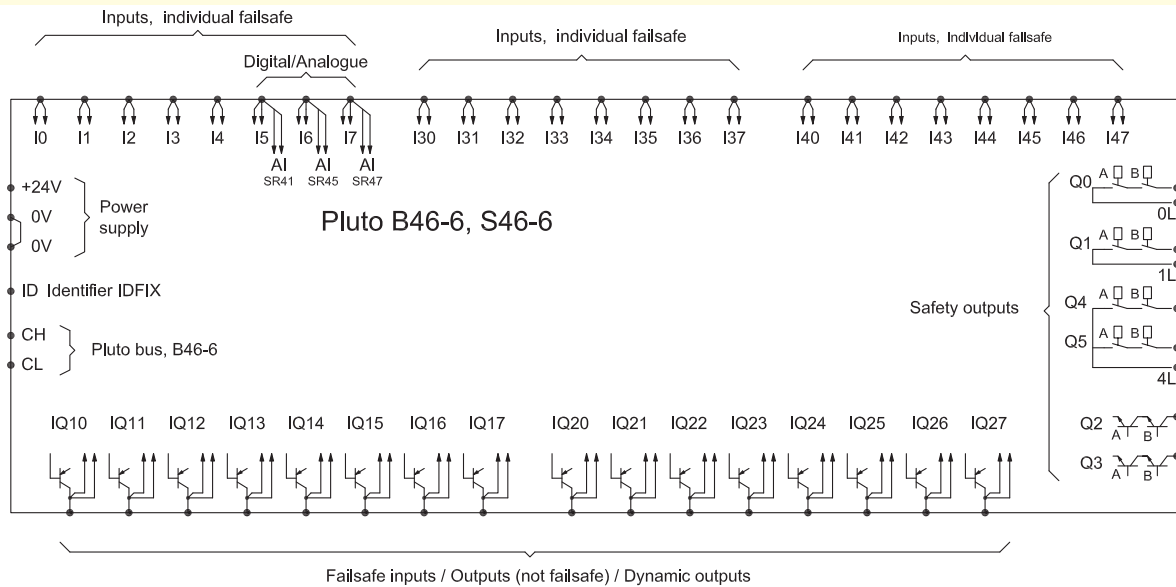 Inputs, individual failsafe
Inputs, individual failsafe
Inputs, Individual failsafe
Digital/Analogue
I0 I1 I2 I3 I4 I5 I6 I7 I30 I31 I32 I33 I34 I35 I36 I37 I40 I41 I42 I43 I44 I45 I46 I47
AI AI AI
SR41 SR45 SR47
+24V
0V
0V
Power
supply
Pluto B46-6, S46-6
ID Identifier IDFIX
CH
CL
Pluto bus, B46-6
Safety outputs
Q0 A B
0L
Q1 A B
1L
Q4 A B
Q5 A B
4L
Q2 A B
Q3 A B
IQ10 IQ11 IQ12 IQ13 IQ14 IQ15 IQ16 IQ17 IQ20 IQ21 IQ22 IQ23 IQ24 IQ25 IQ26 IQ27
Failsafe inputs / Outputs (not failsafe) / Dynamic outputs